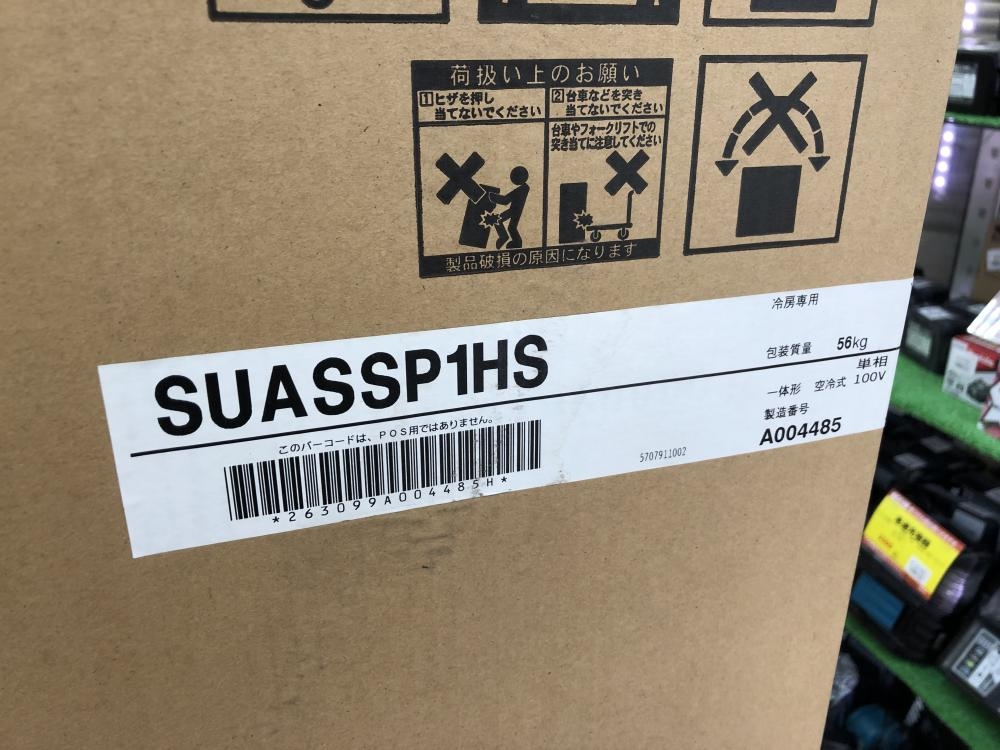 荷扱い上のお願い
1 ヒザを押し
当てないでください
2 台車などを突き
当てないでください
台車やフォークリフトでの
突き当てに注意してください
製品破損の原因になります
冷房専用
SUASSP1HS
包装質量 56kg
単相
一体形 空冷式 100V
製造番号
A004485
このバーコードは、POS用ではありません。
5707911002
*263099A004485H*